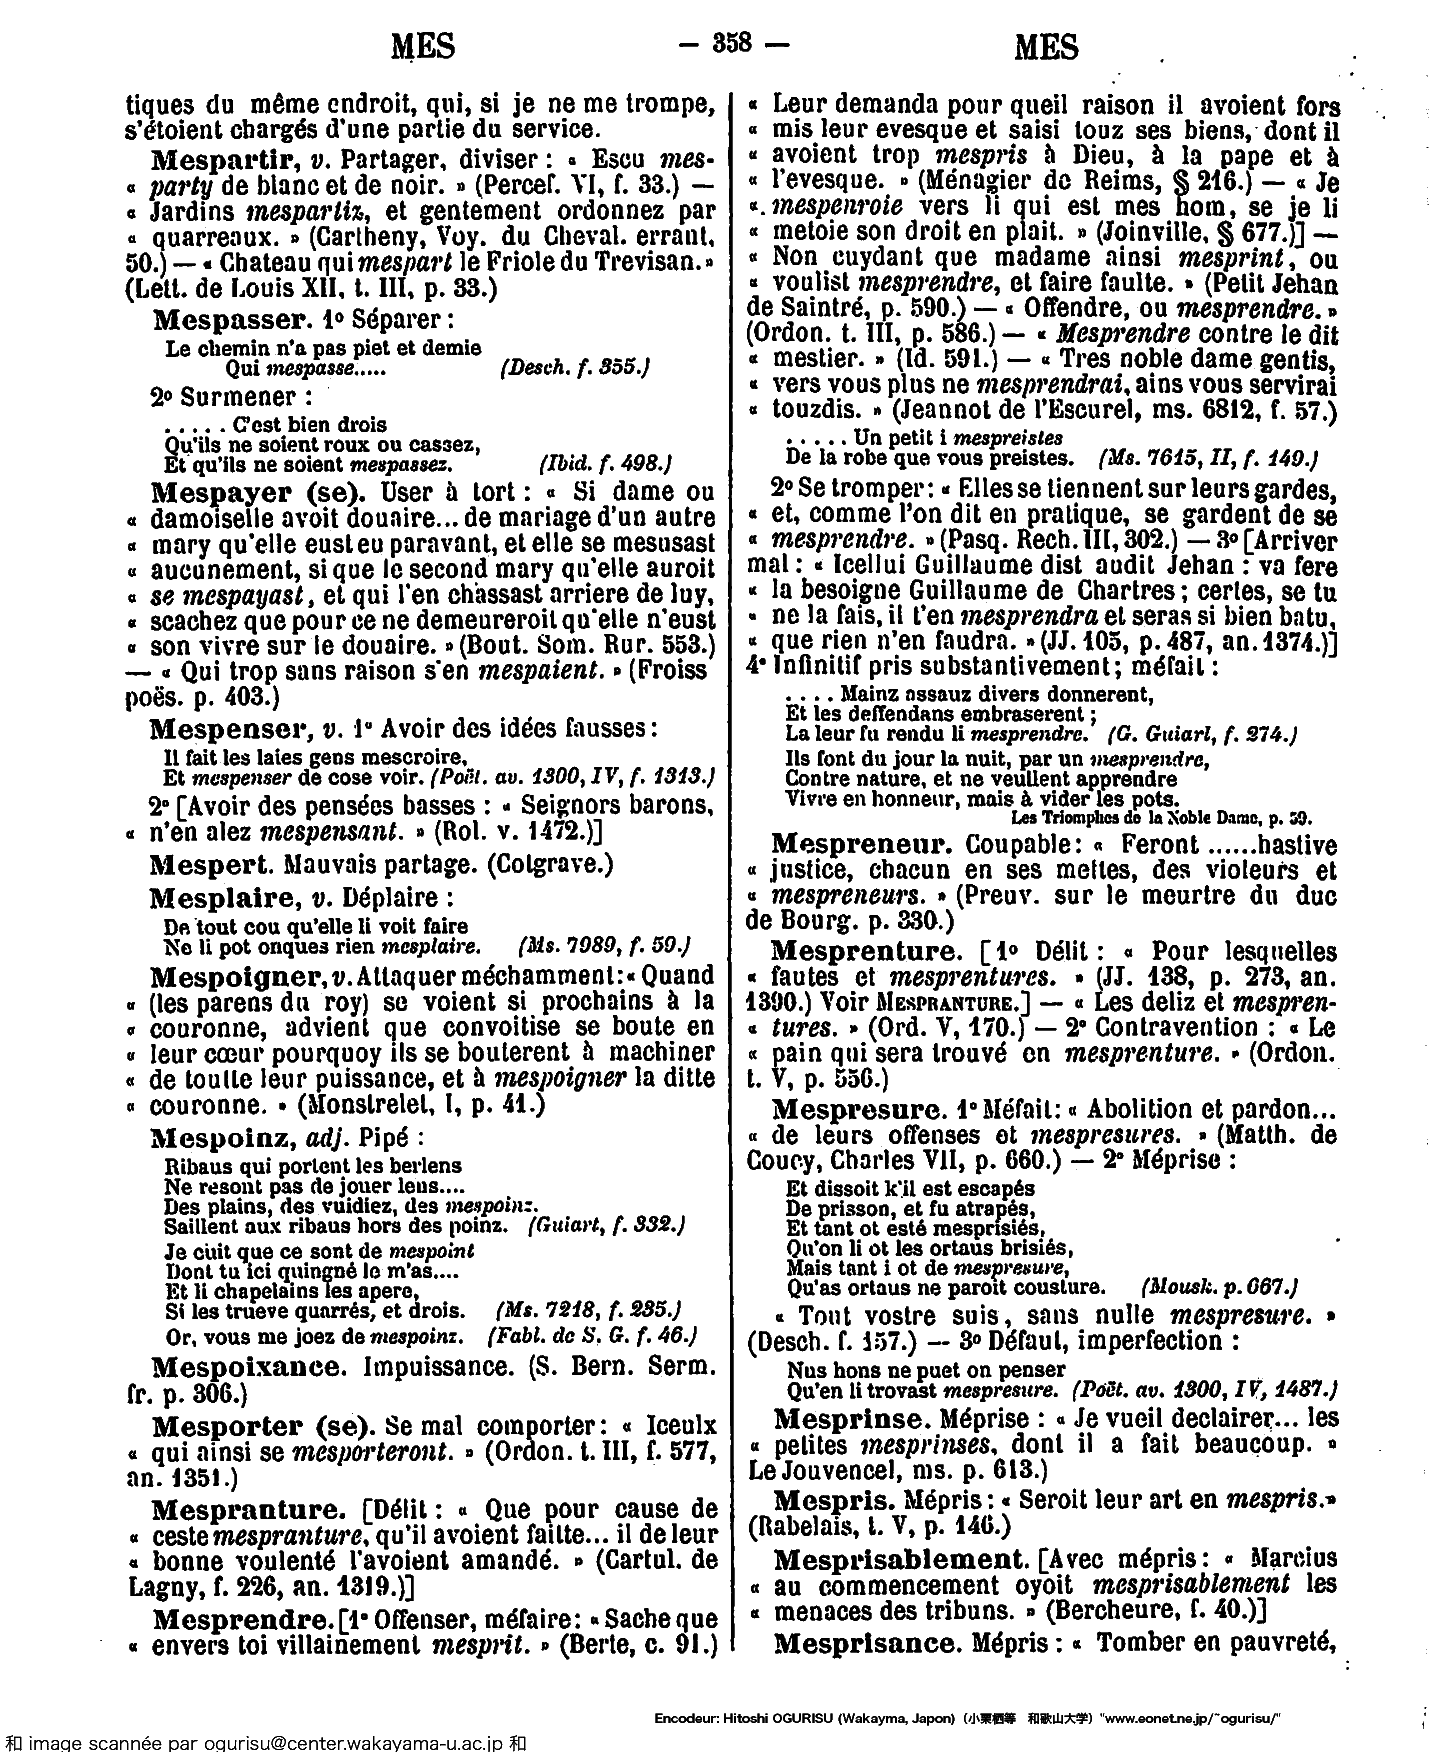 MES
— 358 —
MES
tiques du même endroit, qui, si je ne me trompe,
s'étoient chargés d'une partie du service.
Mespartir, v. Partager, diviser : « Escu mes-
« party de blanc et de noir. » (Percef. VI, f. 33.) —
« Jardins mespartiz, et gentement ordonnez par
« quarreaux. » (Cartheny, Voy. du Cheval. errant,
50.) — « Chateau qui mespart le Friole du Trevisan. »
(Lett. de Louis XII, t. III, p. 33.)
Mespasser. 1o Séparer :
Le chemin n'a pas piet et demie
Qui mespasse..... (Desch. f. 355.)
2o Surmener :
..... C'est bien drois
Qu'ils ne soient roux ou cassez,
Et qu'ils ne soient mespassez. (Ibid. f. 498.)
Mespayer (se). User à tort : « Si dame ou
« damoiselle avoit douaire... de mariage d'un autre
« mary qu'elle eust eu paravant, et elle se mesusast
« aucunement, si que le second mary qu'elle auroit
« se mespayast, et qui l'en chassast arriere de luy,
« scachez que pour ce ne demeureroit qu'elle n'eust
« son vivre sur le douaire. » (Bout. Som. Rur. 553.)
— « Qui trop sans raison s'en mespaient. » (Froiss
poës. p. 403.)
Mespenser, v. 1o Avoir des idées fausses :
Il fait les laies gens mescroire,
Et mespenser de cose voir. (Poët. av. 1300, IV, f. 1313.)
2o [Avoir des pensées basses : « Seignors barons,
« n'en alez mespensant. » (Rol. v. 1472.)]
Mespert. Mauvais partage. (Cotgrave.)
Mesplaire, v. Déplaire :
De tout cou qu'elle li voit faire
Ne li pot onques rien mesplaire. (Ms. 7989, f. 59.)
Mespoigner, v. Attaquer méchamment : « Quand
« (les parens du roy) se voient si prochains à la
« couronne, advient que convoitise se boute en
« leur cœur pourquoy ils se bouterent à machiner
« de toutte leur puissance, et à mespoigner la ditte
« couronne. » (Monstrelet, I, p. 41.)
Mespoinz, adj. Pipé :
Ribaus qui portent les berlens
Ne resont pas de jouer lens....
Des plains, des vuidiez, des mespoinz.
Saillent aux ribaus hors des poinz. (Guiart, f. 332.)
Je cuit que ce sont de mespoint
Dont tu ici quingné le m'as....
Et li chapelains les apere,
Si les trueve quarrés, et drois. (Ms. 7218, f. 235.)
Or, vous me joez de mespoinz. (Fabl. de S. G. f. 46.)
Mespoixance. Impuissance. (S. Bern. Serm.
fr. p. 306.)
Mesporter (se). Se mal comporter : « Iceulx
« qui ainsi se mesporteront. » (Ordon. t. III, f. 577,
an. 1351.)
Mespranture. [Délit : « Que pour cause de
« ceste mespranture, qu'il avoient faitte... il de leur
« bonne voulenté l'avoient amandé. » (Cartul. de
Lagny, f. 226, an. 1319.)]
Mesprendre. [1o Offenser, méfaire : « Sache que
« envers toi villainement mesprit. » (Berte, c. 91.)
« Leur demanda pour queil raison il avoient fors
« mis leur evesque et saisi touz ses biens, dont il
« avoient trop mespris à Dieu, à la pape et à
« l'evesque. » (Ménagier de Reims, § 216.) — « Je
« mespenroie vers li qui est mes hom, se je li
« metoie son droit en plait. » (Joinville, § 677.)] —
« Non cuydant que madame ainsi mesprint, ou
« voulist mesprendre, et faire faulte. » (Petit Jehan
de Saintré, p. 590.) — « Offendre, ou mesprendre. »
(Ordon. t. III, p. 586.) — « Mesprendre contre le dit
« mestier. » (Id. 591.) — « Tres noble dame gentis,
« vers vous plus ne mesprendrai, ains vous servirai
« touzdis. » (Jeannot de l'Escurel, ms. 6812, f. 57.)
..... Un petit i mespreistes
De la robe que vous preistes. (Ms. 7615, II, f. 149.)
2o Se tromper : « Elles se tiennent sur leurs gardes,
« et, comme l'on dit en pratique, se gardent de se
« mesprendre. » (Pasq. Rech. III, 302.) — 3o [Arriver
mal : « Icellui Guillaume dist audit Jehan : va fere
« la besoigne Guillaume de Chartres ; certes, se tu
« ne la fais, il t'en mesprendra et seras si bien batu,
« que rien n'en faudra. » (JJ. 105, p. 487, an. 1374.)]
4o Infinitif pris substantivement ; méfait :
.... Mainz assauz divers donnerent,
Et les deffendans embraserent ;
La leur fu rendu li mesprendre. (G. Guiart, f. 274.)
Ils font du jour la nuit, par un mesprendre,
Contre nature, et ne veullent apprendre
Vivre en honneur, mais à vider les pots.
Les Triomphes de la Noble Dame, p. 59.
Mespreneur. Coupable : « Feront ......hastive
« justice, chacun en ses mettes, des violeurs et
« mespreneurs. » (Preuv. sur le meurtre du duc
de Bourg. p. 330.)
Mesprenture. [1o Délit : « Pour lesquelles
« fautes et mesprentures. » (JJ. 138, p. 273, an.
1390.) Voir MESPRANTURE.] — « Les deliz et mespren-
« tures. » (Ord. V, 170.) — 2o Contravention : « Le
« pain qui sera trouvé en mesprenture. » (Ordon.
t. V, p. 556.)
Mespresure. 1o Méfait : « Abolition et pardon...
« de leurs offenses et mespresures. » (Matth. de
Coucy, Charles VII, p. 660.) — 2o Méprise :
Et dissoit k'il est escapés
De prisson, et fu atrapés,
Et tant ot esté mesprisiés,
Qu'on li ot les ortaus brisiés,
Mais tant i ot de mespresure,
Qu'as ortaus ne paroit cousture. (Mousk. p. 667.)
« Tout vostre suis, sans nulle mespresure. »
(Desch. f. 157.) — 3o Défaut, imperfection :
Nus hons ne puet on penser
Qu'en li trovast mespresure. (Poët. av. 1300, IV, 1487.)
Mesprinse. Méprise : « Je vueil declairer... les
« petites mesprinses, dont il a fait beaucoup. »
Le Jouvencel, ms. p. 613.)
Mespris. Mépris : « Seroit leur art en mespris. »
(Rabelais, t. V, p. 146.)
Mesprisablement. [Avec mépris : « Marcius
« au commencement oyoit mesprisablement les
« menaces des tribuns. » (Bercheure, f. 40.)]
Mesprisance. Mépris : « Tomber en pauvreté,
Encodeur: Hitoshi OGURISU (Wakayma, Japon) (小栗栖等 和歌山大学) "www.eonet.ne.jp/~ogurisu/"
和 image scannée par ogurisu@center.wakayama-u.ac.jp 和